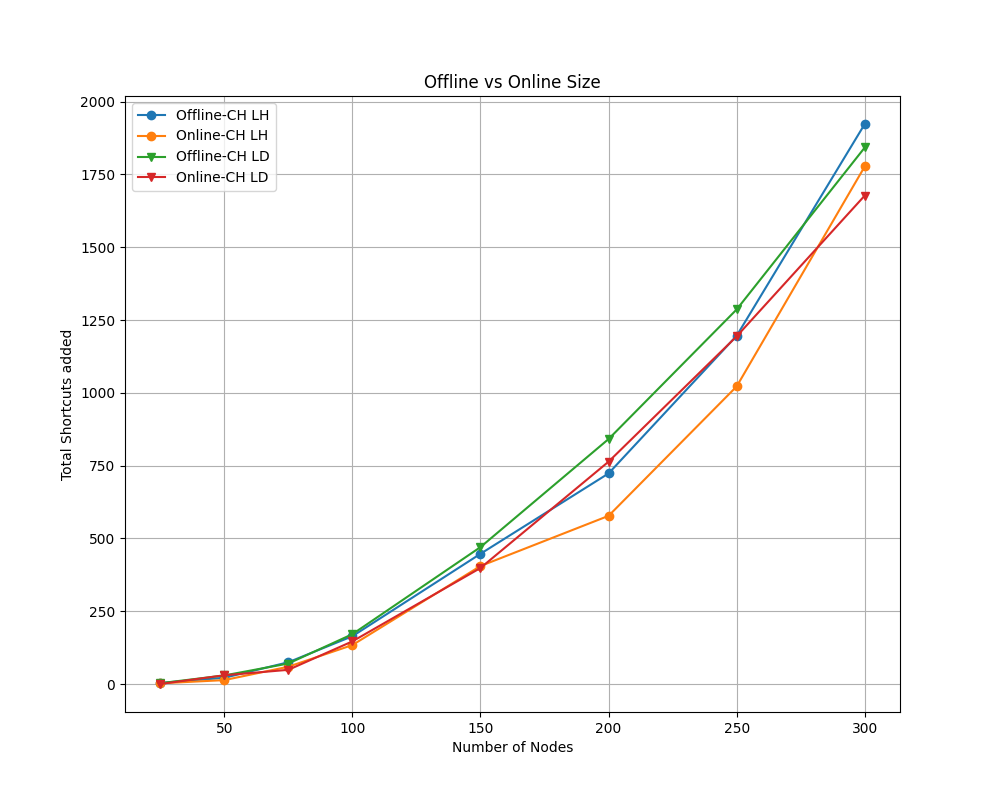 Offline vs Online Size
Offline-CH LH
Online-CH LH
Offline-CH LD
Online-CH LD
Total Shortcuts added
2000
1750
1500
1250
1000
750
500
250
0
50 100 150 200 250 300
Number of Nodes